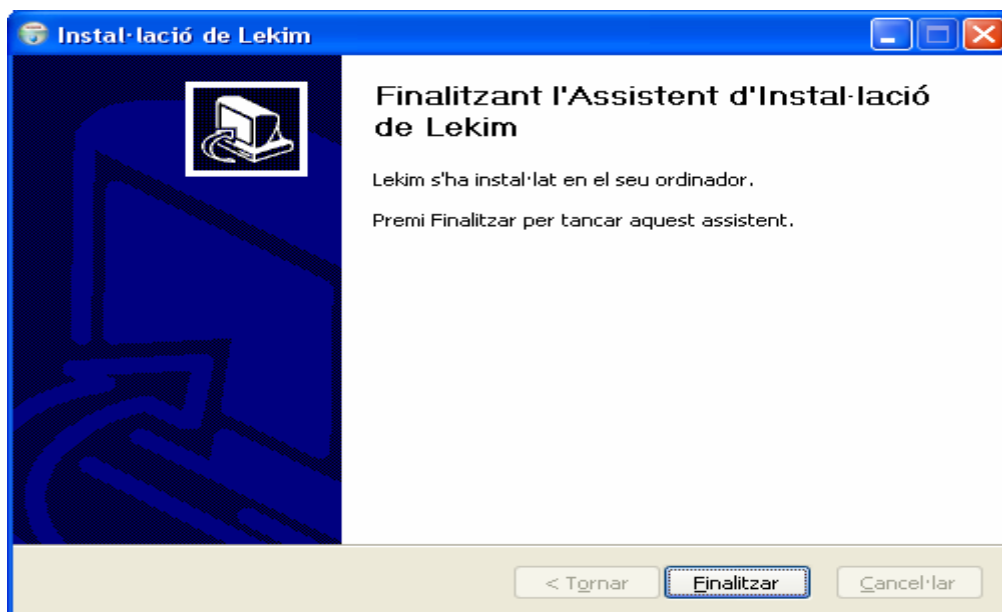 Instal·lació de Lekim
Finalitzant l'Assistent d'Instal·lació
de Lekim
Lekim s'ha instal·lat en el seu ordinador.
Premi Finalitzar per tancar aquest assistent.
< Tornar
Finalitzar
Cancel·lar